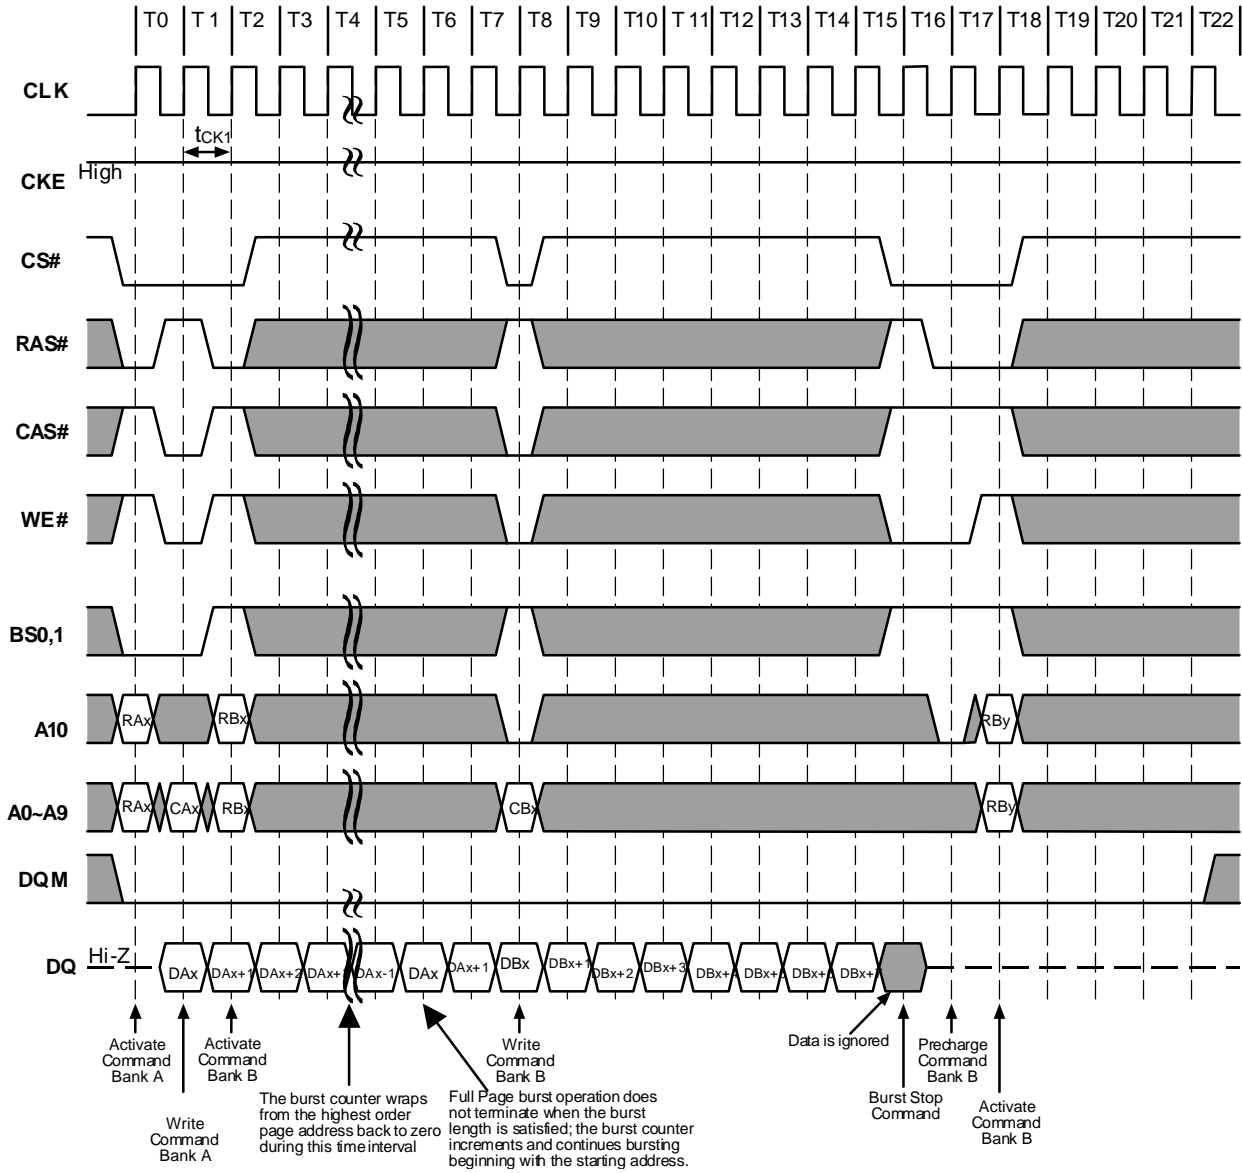 T0 T 1 T2 T3 T4 T5 T6 T7 T8 T9 T10 T 11 T12 T13 T14 T15 T16 T17 T18 T19 T20 T21 T22
CLK
tCK1
High
CKE
CS#
RAS#
CAS#
WE#
BS0,1
A10
RAx RBx RBy
A0~A9
RAx CAx RBx CBx RBy
DQM
DQ
Hi-Z
DAx DAx+1 DAx+2 DAx+3 DAx-1 DAx DAx+1 DBx DBx+1 DBx+2 DBx+3 DBx+4 DBx+5 DBx+6 DBx+7
Activate
Command
Bank A
Write
Command
Bank A
Activate
Command
Bank B
The burst counter wraps
from the highest order
page address back to zero
during this time interval
Full Page burst operation does
not terminate when the burst
length is satisfied; the burst counter
increments and continues bursting
beginning with the starting address.
Write
Command
Bank B
Data is ignored
Burst Stop
Command
Precharge
Command
Bank B
Activate
Command
Bank B